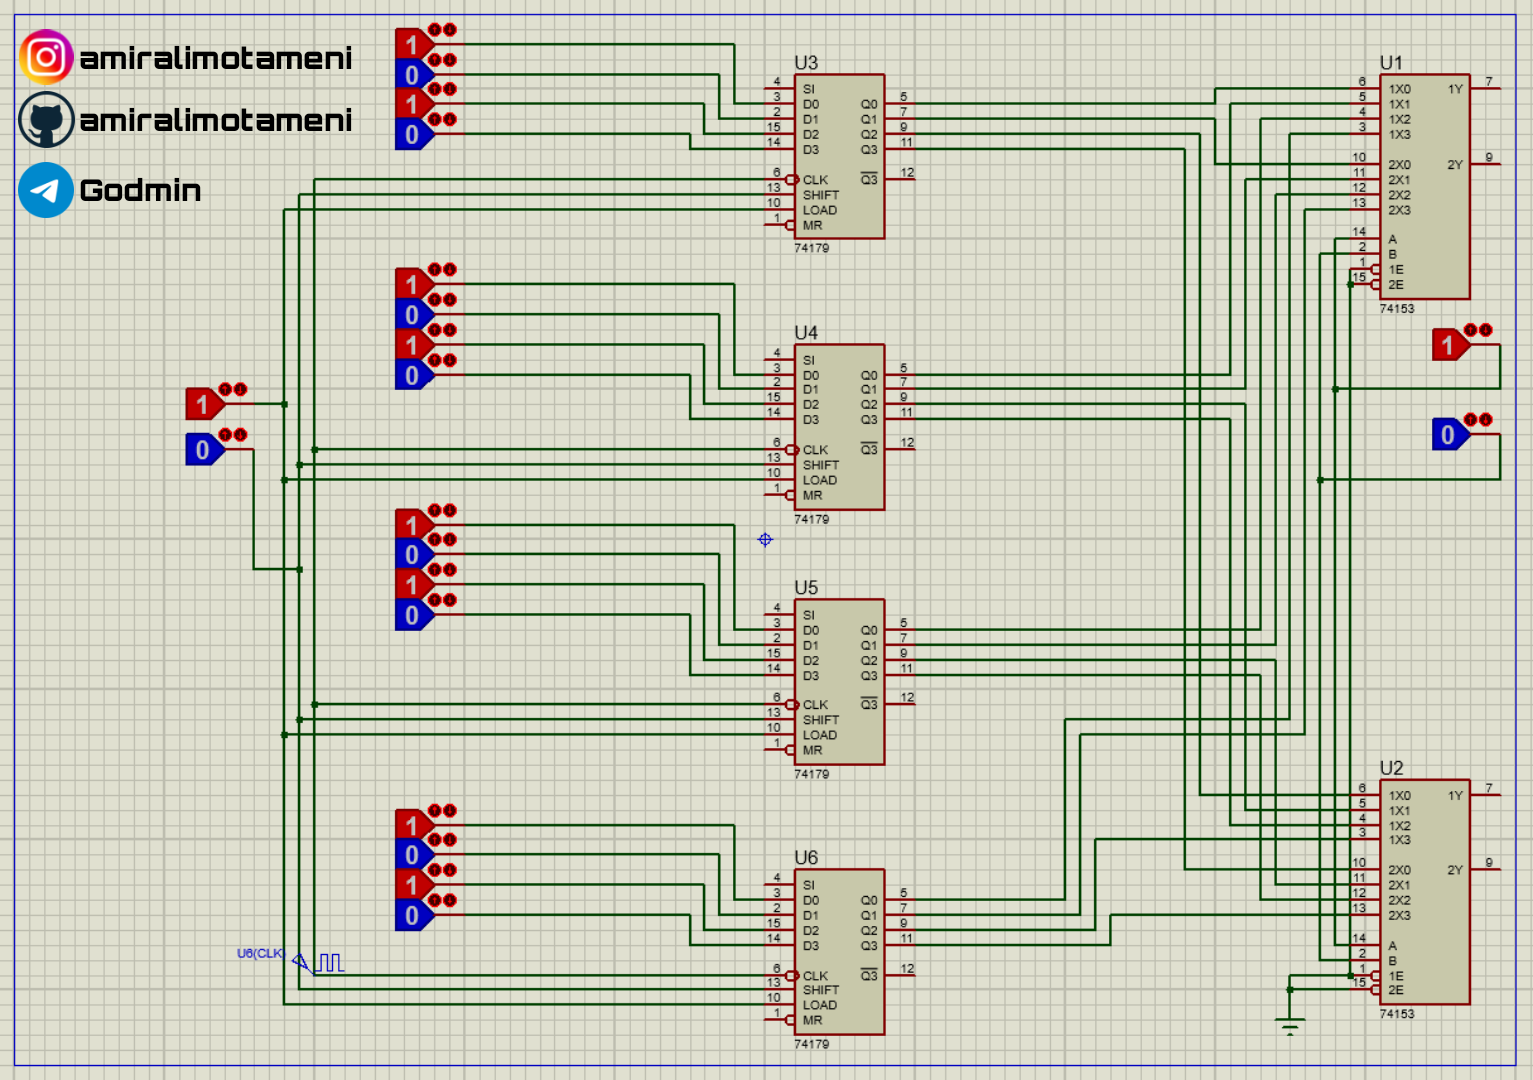 amiralimotameni
amiralimotameni
Godmin
1
0
1
0
U3
4 SI
3 D0
2 D1
15 D2
14 D3
6 CLK
13 SHIFT
10 LOAD
1 MR
Q0 5
Q1 7
Q2 9
Q3 11
Q3 12
74179
1
0
1
0
U4
4 SI
3 D0
2 D1
15 D2
14 D3
6 CLK
13 SHIFT
10 LOAD
1 MR
Q0 5
Q1 7
Q2 9
Q3 11
Q3 12
74179
1
0
1
0
1
0
U5
4 SI
3 D0
2 D1
15 D2
14 D3
6 CLK
13 SHIFT
10 LOAD
1 MR
Q0 5
Q1 7
Q2 9
Q3 11
Q3 12
74179
1
0
1
0
U6(CLK)
U6
4 SI
3 D0
2 D1
15 D2
14 D3
6 CLK
13 SHIFT
10 LOAD
1 MR
Q0 5
Q1 7
Q2 9
Q3 11
Q3 12
74179
U1
6 1X0
5 1X1
4 1X2
3 1X3
10 2X0
11 2X1
12 2X2
13 2X3
14 A
2 B
1 1E
15 2E
1Y 7
2Y 9
74153
1
0
U2
6 1X0
5 1X1
4 1X2
3 1X3
10 2X0
11 2X1
12 2X2
13 2X3
14 A
2 B
1 1E
15 2E
1Y 7
2Y 9
74153